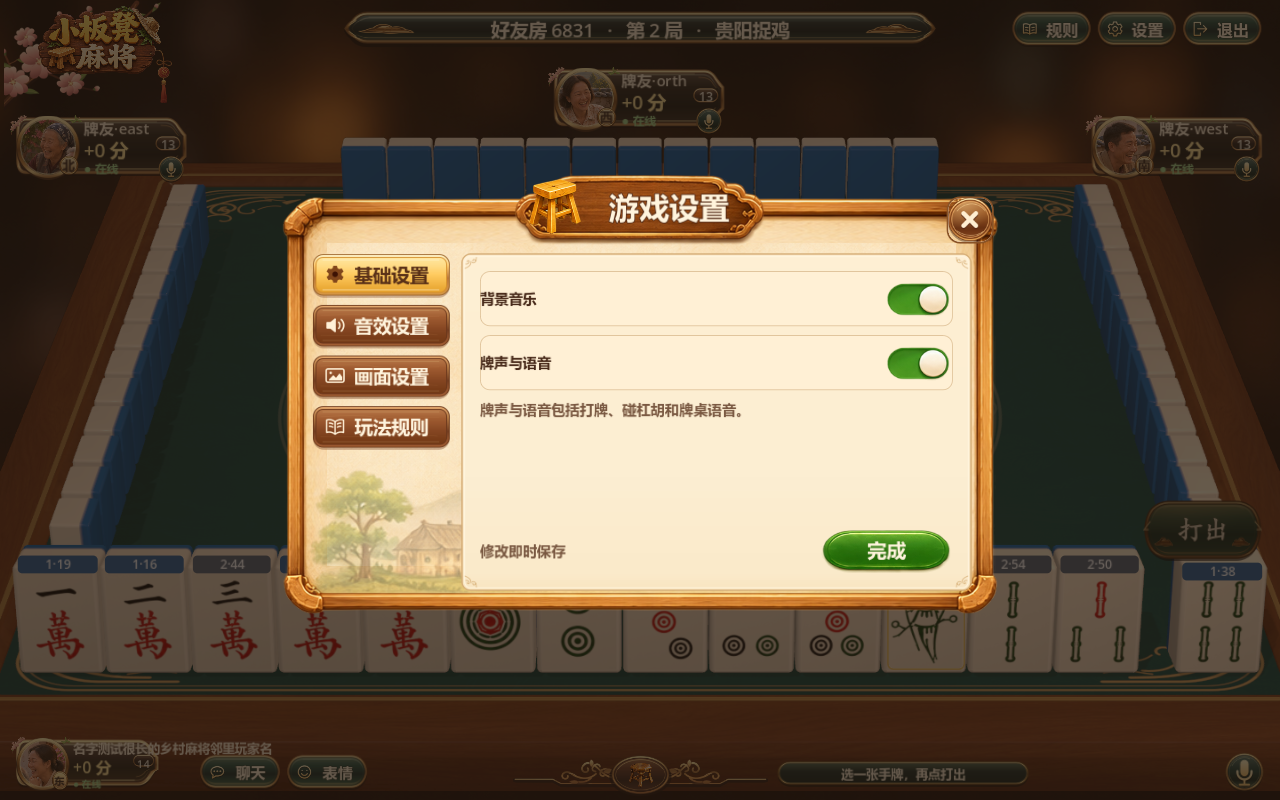 小板凳
麻将
好友房 6831 · 第 2 局 · 贵阳捉鸡
规则
设置
退出
牌友·orth
+0 分
13
在线
牌友·east
+0 分
13
北
在线
牌友·west
+0 分
13
在线
游戏设置
基础设置
音效设置
画面设置
玩法规则
背景音乐
牌声与语音
牌声与语音包括打牌、碰杠胡和牌桌语音。
修改即时保存
完成
打出
1·19
1·16
2·44
2·54
2·50
1·38
一
二
三
萬
萬
萬
萬
萬
名字测试很长的乡村麻将邻里玩家名
+0 分
14
东
在线
聊天
表情
选一张手牌，再点打出